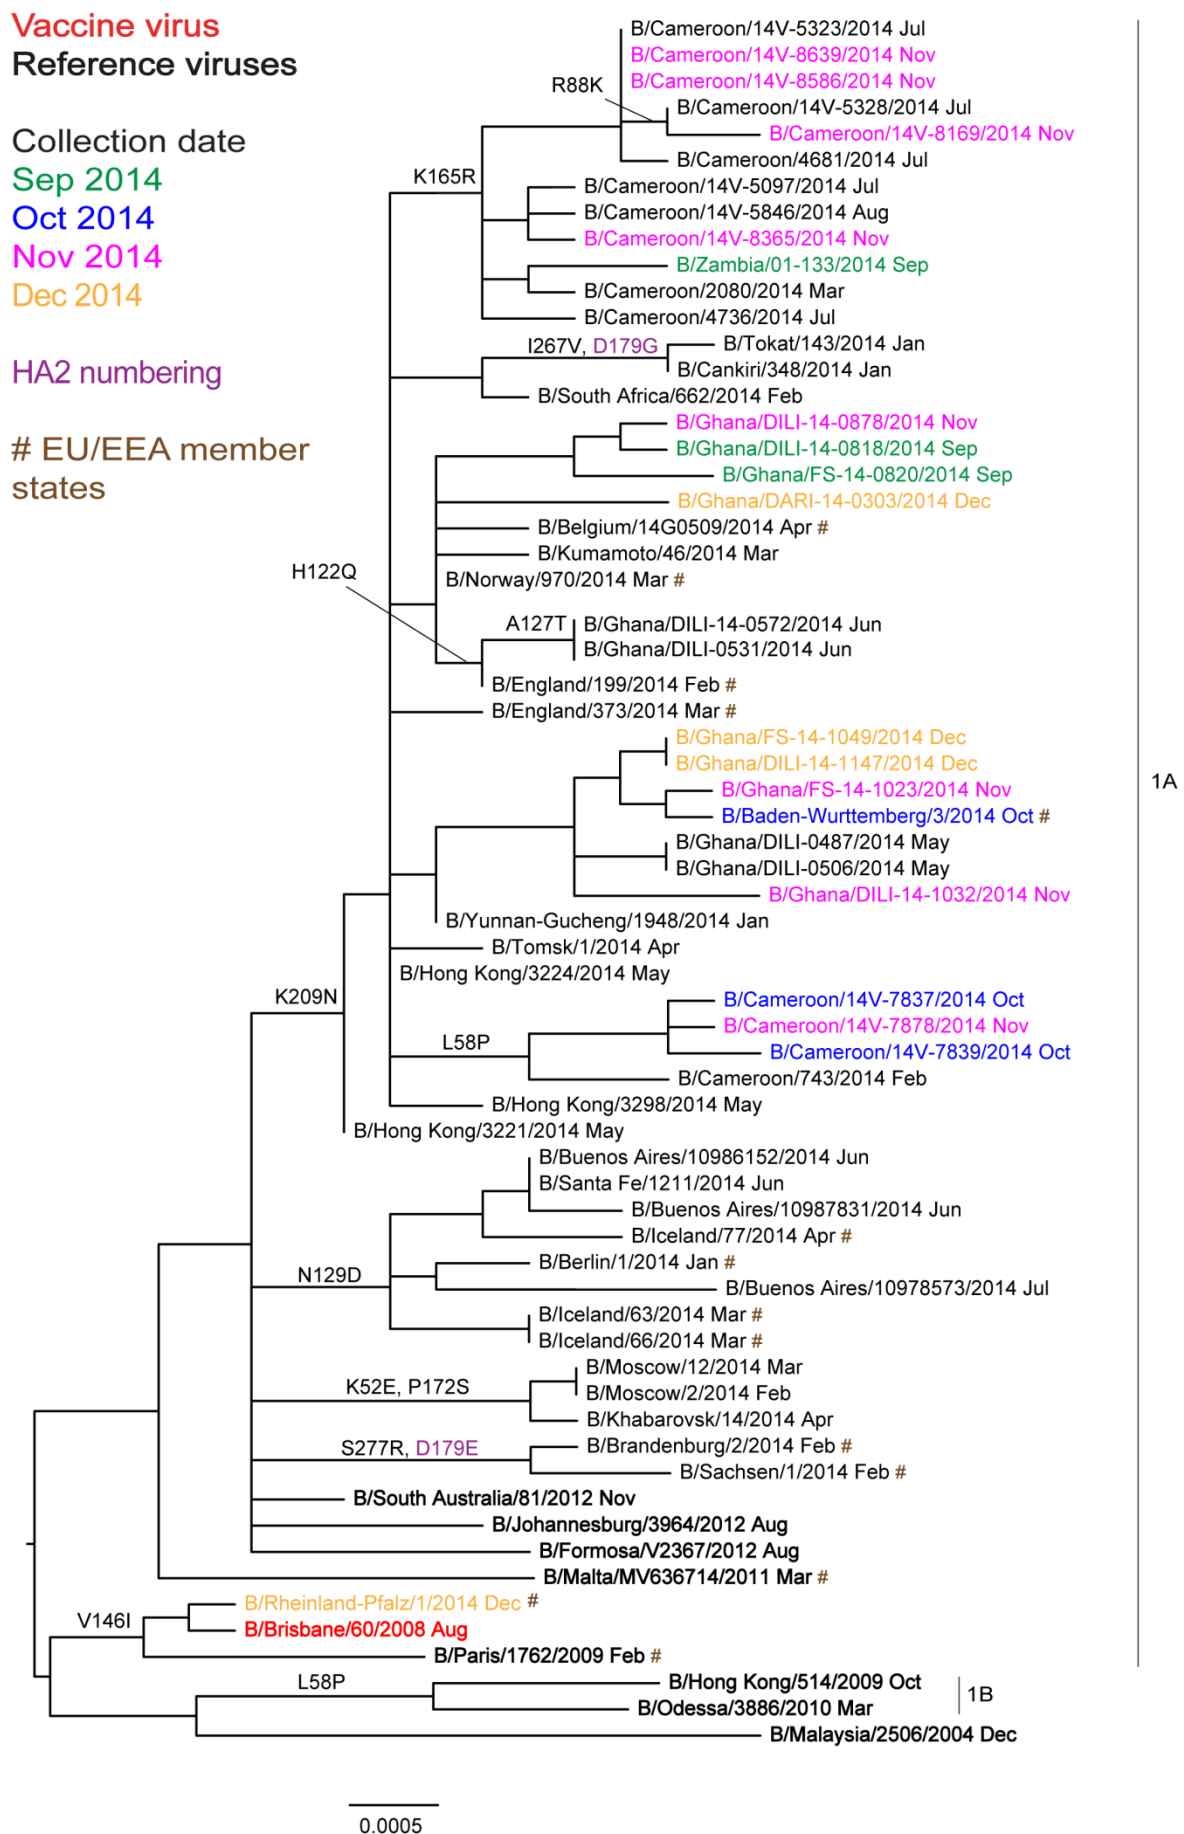 Vaccine virus
Reference viruses
Collection date
Sep 2014
Oct 2014
Nov 2014
Dec 2014
HA2 numbering
# EU/EEA member
states
B/Cameroon/14V-5323/2014 Jul
B/Cameroon/14V-8639/2014 Nov
B/Cameroon/14V-8586/2014 Nov
R88K
B/Cameroon/14V-5328/2014 Jul
B/Cameroon/14V-8169/2014 Nov
B/Cameroon/4681/2014 Jul
K165R
B/Cameroon/14V-5097/2014 Jul
B/Cameroon/14V-5846/2014 Aug
B/Cameroon/14V-8365/2014 Nov
B/Zambia/01-133/2014 Sep
B/Cameroon/2080/2014 Mar
B/Cameroon/4736/2014 Jul
I267V, D179G
B/Tokat/143/2014 Jan
B/Cankiri/348/2014 Jan
B/South Africa/662/2014 Feb
B/Ghana/DILI-14-0878/2014 Nov
B/Ghana/DILI-14-0818/2014 Sep
B/Ghana/FS-14-0820/2014 Sep
B/Ghana/DARI-14-0303/2014 Dec
B/Belgium/14G0509/2014 Apr #
B/Kumamoto/46/2014 Mar
H122Q
B/Norway/970/2014 Mar #
A127T
B/Ghana/DILI-14-0572/2014 Jun
B/Ghana/DILI-0531/2014 Jun
B/England/199/2014 Feb #
B/England/373/2014 Mar #
B/Ghana/FS-14-1049/2014 Dec
B/Ghana/DILI-14-1147/2014 Dec
1A
B/Ghana/FS-14-1023/2014 Nov
B/Baden-Wurttemberg/3/2014 Oct #
B/Ghana/DILI-0487/2014 May
B/Ghana/DILI-0506/2014 May
B/Ghana/DILI-14-1032/2014 Nov
B/Yunnan-Gucheng/1948/2014 Jan
B/Tomsk/1/2014 Apr
B/Hong Kong/3224/2014 May
K209N
B/Cameroon/14V-7837/2014 Oct
B/Cameroon/14V-7878/2014 Nov
L58P
B/Cameroon/14V-7839/2014 Oct
B/Cameroon/743/2014 Feb
B/Hong Kong/3298/2014 May
B/Hong Kong/3221/2014 May
B/Buenos Aires/10986152/2014 Jun
B/Santa Fe/1211/2014 Jun
B/Buenos Aires/10987831/2014 Jun
B/Iceland/77/2014 Apr #
B/Berlin/1/2014 Jan #
N129D
B/Buenos Aires/10978573/2014 Jul
B/Iceland/63/2014 Mar #
B/Iceland/66/2014 Mar #
B/Moscow/12/2014 Mar
K52E, P172S
B/Moscow/2/2014 Feb
B/Khabarovsk/14/2014 Apr
S277R, D179E
B/Brandenburg/2/2014 Feb #
B/Sachsen/1/2014 Feb #
B/South Australia/81/2012 Nov
B/Johannesburg/3964/2012 Aug
B/Formosa/V2367/2012 Aug
B/Malta/MV636714/2011 Mar #
B/Rheinland-Pfalz/1/2014 Dec #
V146I
B/Brisbane/60/2008 Aug
B/Paris/1762/2009 Feb #
L58P
B/Hong Kong/514/2009 Oct
1B
B/Odessa/3886/2010 Mar
B/Malaysia/2506/2004 Dec
0.0005